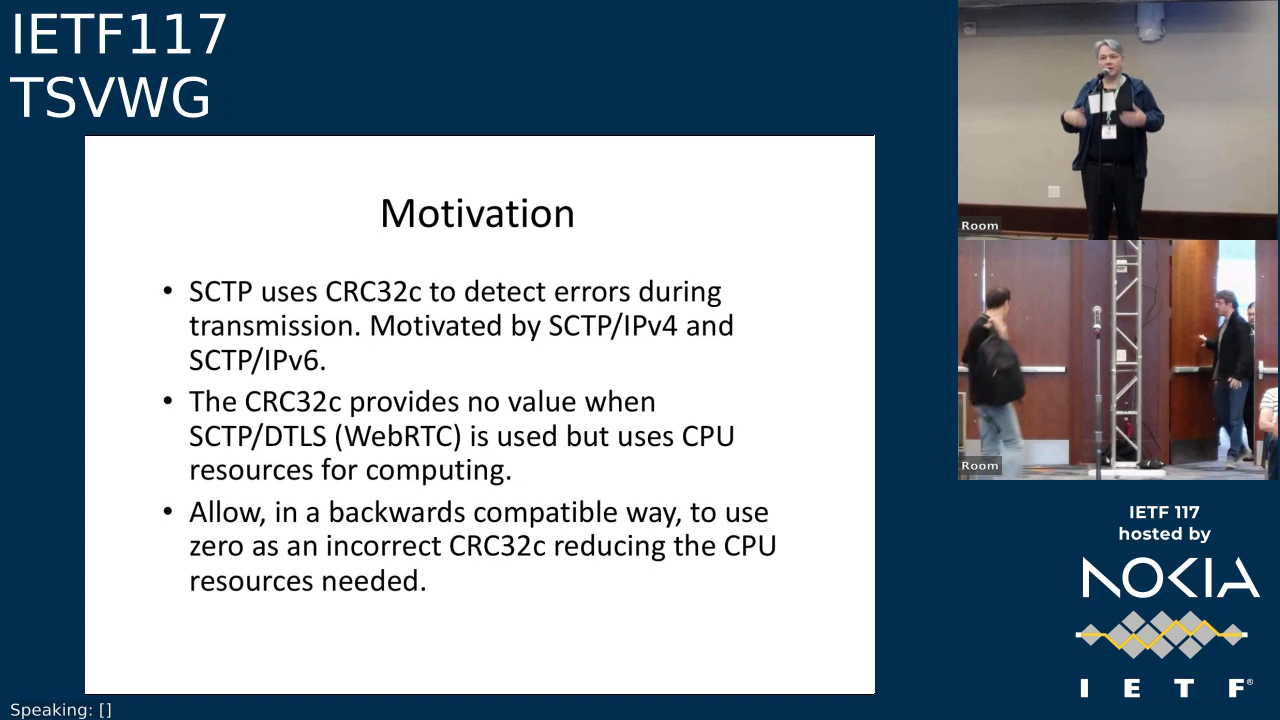 IETF117
TSVWG
Motivation
• SCTP uses CRC32c to detect errors during
transmission. Motivated by SCTP/IPv4 and
SCTP/IPv6.
• The CRC32c provides no value when
SCTP/DTLS (WebRTC) is used but uses CPU
resources for computing.
• Allow, in a backwards compatible way, to use
zero as an incorrect CRC32c reducing the CPU
resources needed.
Room
Room
IETF 117
hosted by
NOKIA
I E T F®
Speaking: []